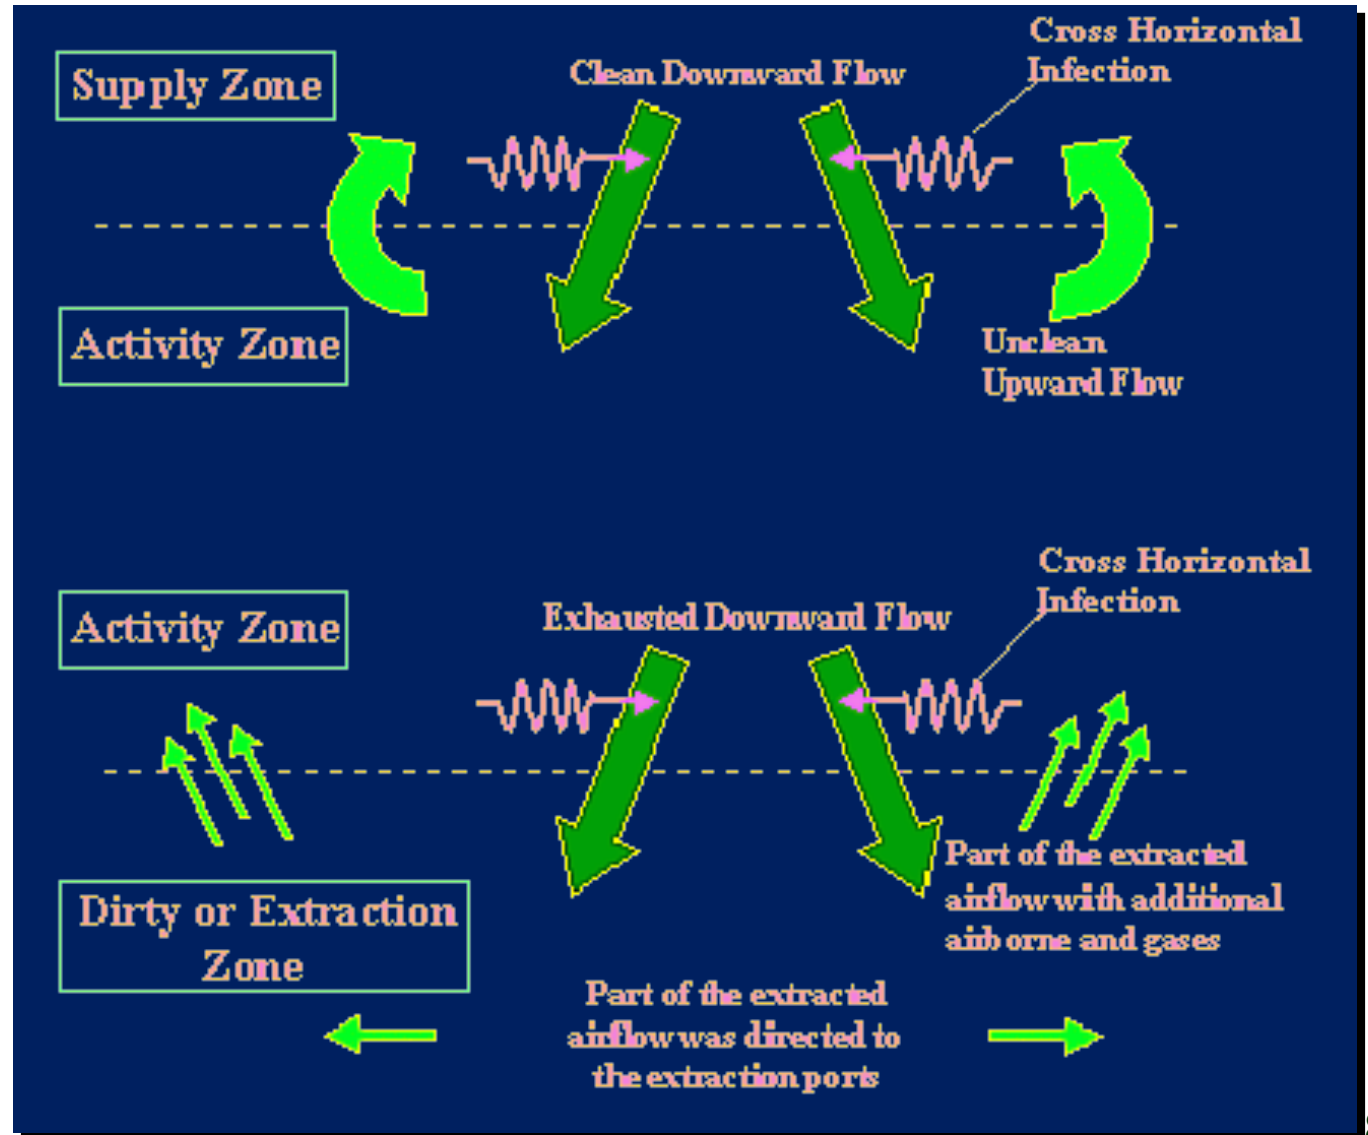 Cross Horizontal
Infection
Supply Zone
Clean Downward Flow
Activity Zone
Unclean
Upward Flow
Cross Horizontal
Infection
Activity Zone
Exhausted Downward Flow
Part of the extracted
airflow with additional
airborne and gases
Dirty or Extraction
Zone
Part of the extracted
airflow was directed to
the extraction ports